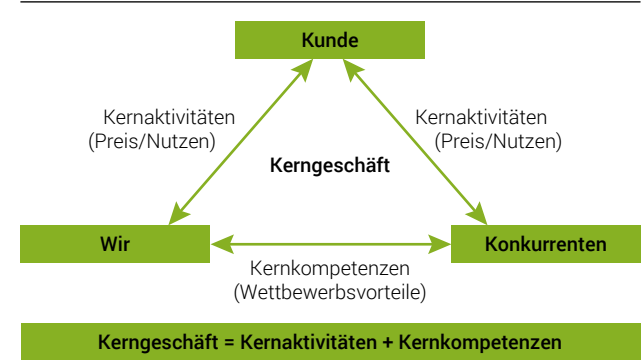 Kunde
Kernaktivitäten
(Preis/Nutzen)
Kernaktivitäten
(Preis/Nutzen)
Kerngeschäft
Wir
Konkurrenten
Kernkompetenzen
(Wettbewerbsvorteile)
Kerngeschäft = Kernaktivitäten + Kernkompetenzen